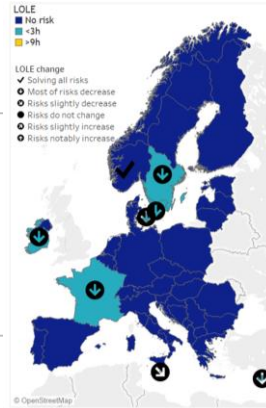 LOLE
No risk
<3h
>9h
LOLE change
Solving all risks
Most of risks decrease
Risks slightly decrease
Risks do not change
Risks slightly increase
Risks notably increase
© OpenStreetMap